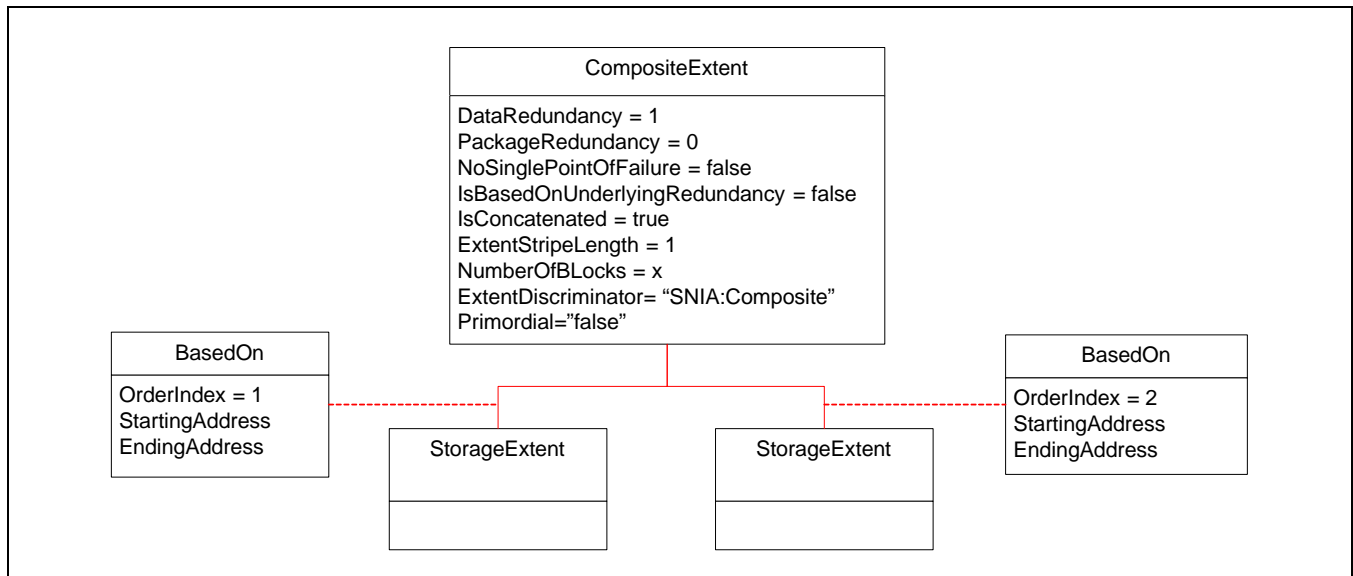 CompositeExtent
DataRedundancy = 1
PackageRedundancy = 0
NoSinglePointOfFailure = false
IsBasedOnUnderlyingRedundancy = false
IsConcatenated = true
ExtentStripeLength = 1
NumberOfBLocks = x
ExtentDiscriminator= “SNIA:Composite”
Primordial=”false”
BasedOn
OrderIndex = 1
StartingAddress
EndingAddress
BasedOn
OrderIndex = 2
StartingAddress
EndingAddress
StorageExtent
StorageExtent